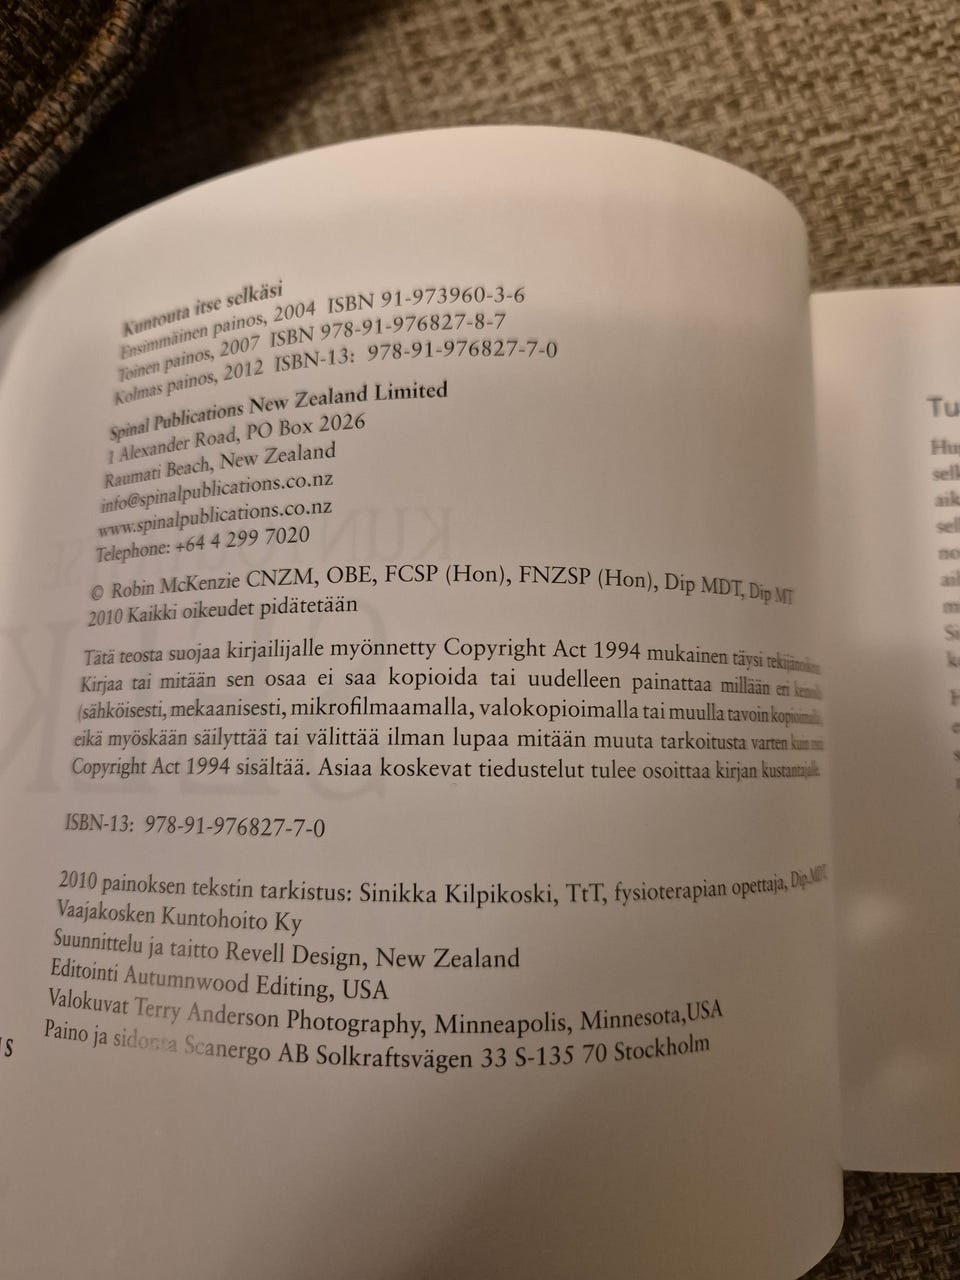 Kuntouta itse selkäsi
Ensimmäinen painos, 2004 ISBN 91-973960-3-6
Toinen painos, 2007 ISBN 978-91-976827-8-7
Kolmas painos, 2012 ISBN-13: 978-91-976827-7-0
Spinal Publications New Zealand Limited
1 Alexander Road, PO Box 2026
Raumati Beach, New Zealand
info@spinalpublications.co.nz
www.spinalpublications.co.nz
Telephone: +64 4 299 7020
© Robin McKenzie CNZM, OBE, FCSP (Hon), FNZSP (Hon), Dip MDT, Dip MT
2010 Kaikki oikeudet pidätetään
Tätä teosta suojaa kirjailijalle myönnetty Copyright Act 1994 mukainen täysi
Kirjaa tai mitään sen osaa ei saa kopioida tai uudelleen painattaa millään eri
(sähköisesti, mekaanisesti, mikrofilmaamalla, valokopioimalla tai muulla tavoin
eikä myöskään säilyttää tai välittää ilman lupaa mitään muuta tarkoitusta varten kuin
Copyright Act 1994 sisältää. Asiaa koskevat tiedustelut tulee osoittaa kirjan kustantajalle.
ISBN-13: 978-91-976827-7-0
2010 painoksen tekstin tarkistus: Sinikka Kilpikoski, TtT, fysioterapian opettaja, Dip.MDT
Vaajakosken Kuntohoito Ky
Suunnittelu ja taitto Revell Design, New Zealand
Editointi Autumnwood Editing, USA
Valokuvat Terry Anderson Photography, Minneapolis, Minnesota,USA
Paino ja sidonta Scanergo AB Solkraftsvägen 33 S-135 70 Stockholm
Tu